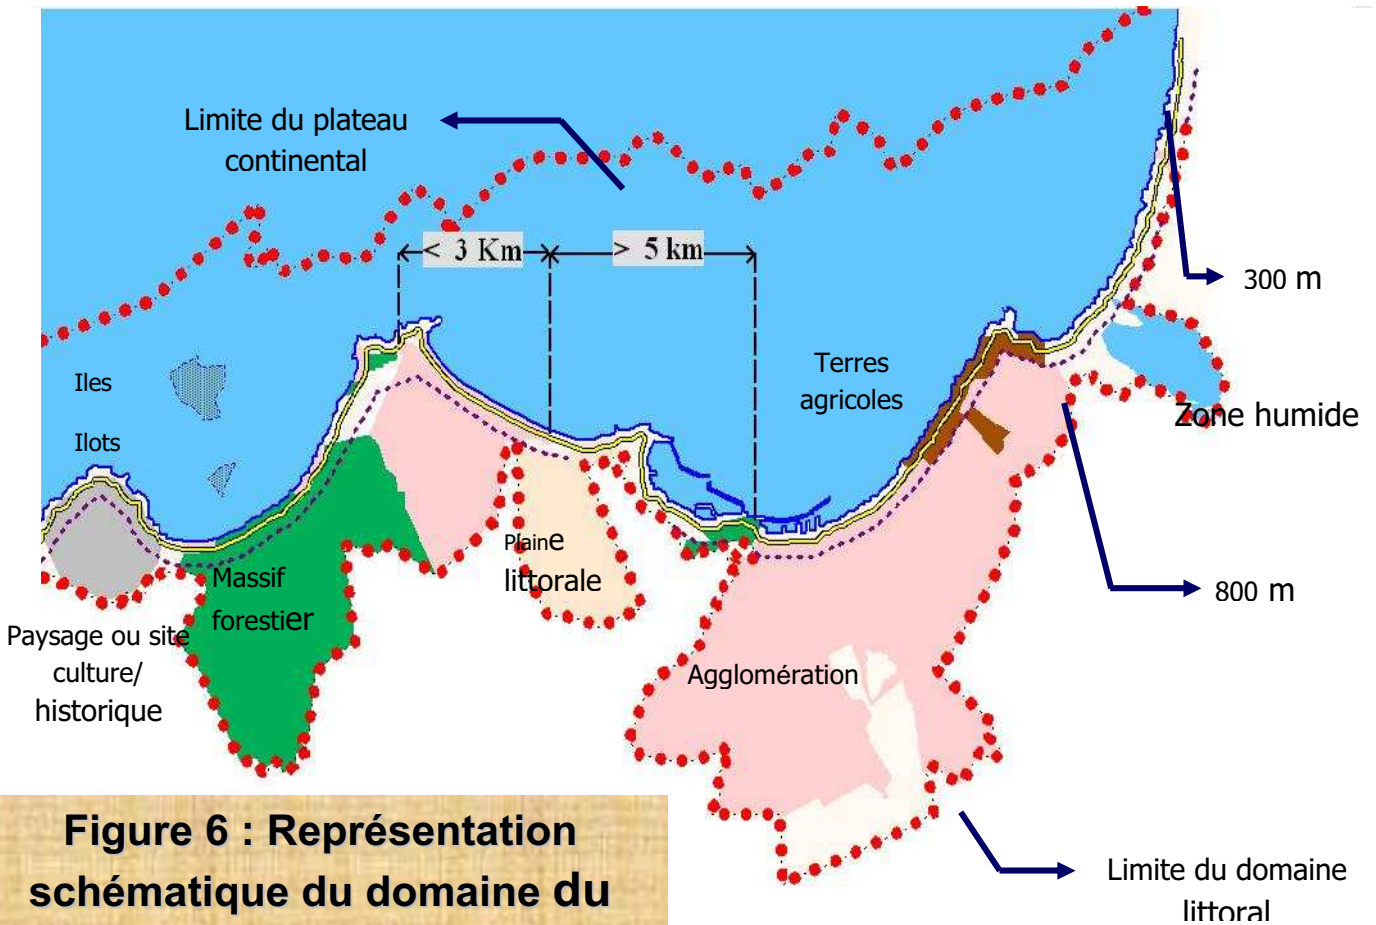 Limite du plateau
continental
< 3 Km
> 5 km
300 m
Iles
Ilots
Terres
agricoles
Zone humide
Plaine
littorale
Massif
forestier
800 m
Paysage ou site
culture/
historique
Agglomération
Figure 6 : Représentation
schématique du domaine du
Limite du domaine
littoral